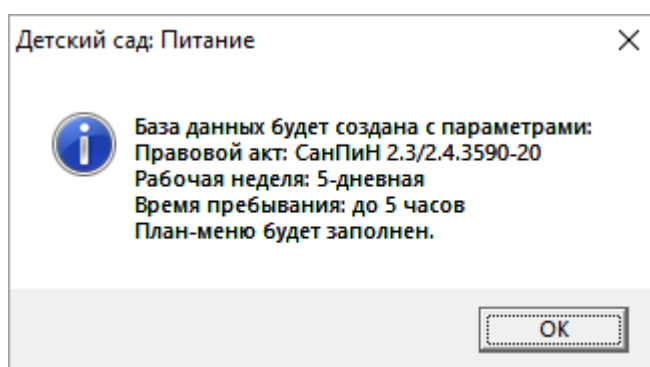 Детский сад: Питание
База данных будет создана с параметрами:
Правовой акт: СанПиН 2.3/2.4.3590-20
Рабочая неделя: 5-дневная
Время пребывания: до 5 часов
План-меню будет заполнен.
ОК